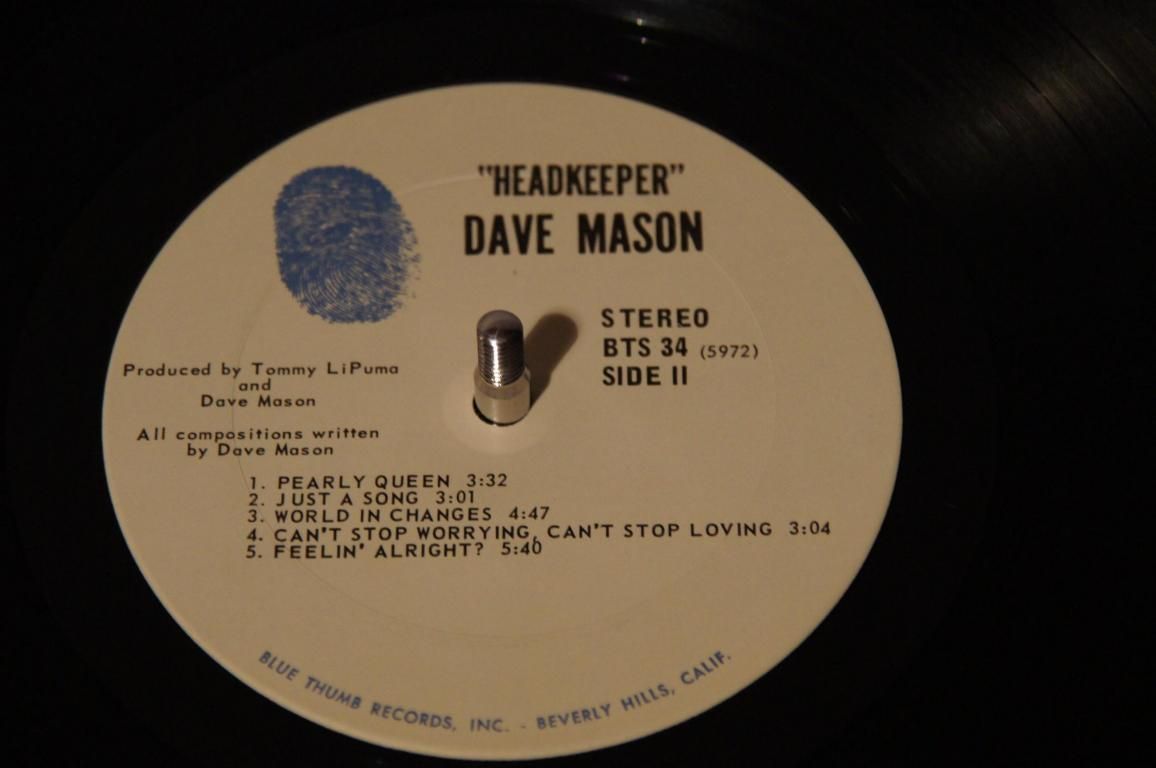 "HEADKEEPER"
DAVE MASON
STEREO
BTS 34 (5972)
SIDE II
Produced by Tommy LiPuma
and
Dave Mason
All compositions written
by Dave Mason
1. PEARLY QUEEN 3:32
2. JUST A SONG 3:01
3. WORLD IN CHANGES 4:47
4. CAN'T STOP WORRYING, CAN'T STOP LOVING 3:04
5. FEELIN' ALRIGHT? 5:40
BLUE THUMB RECORDS, INC. - BEVERLY HILLS, CALIF.